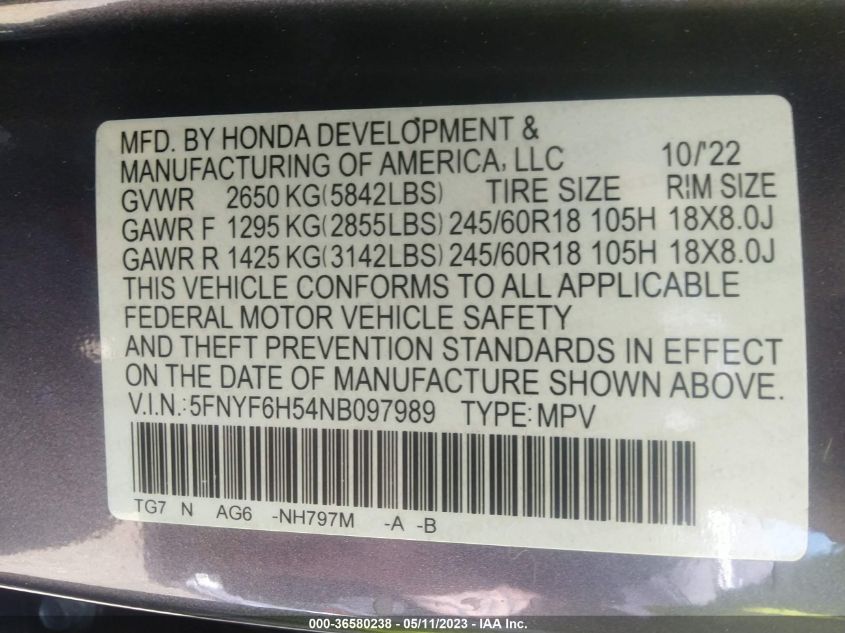 MFD. BY HONDA DEVELOPMENT &
MANUFACTURING OF AMERICA, LLC 10/'22
GVWR 2650 KG(5842LBS) TIRE SIZE RIM SIZE
GAWR F 1295 KG(2855LBS) 245/60R18 105H 18X8.0J
GAWR R 1425 KG(3142LBS) 245/60R18 105H 18X8.0J
THIS VEHICLE CONFORMS TO ALL APPLICABLE
FEDERAL MOTOR VEHICLE SAFETY
AND THEFT PREVENTION STANDARDS IN EFFECT
ON THE DATE OF MANUFACTURE SHOWN ABOVE.
V.I.N.:5FNYF6H54NB097989 TYPE:MPV
TG7 N AG6 -NH797M -A -B
000-36580238 - 05/11/2023 - IAA Inc.